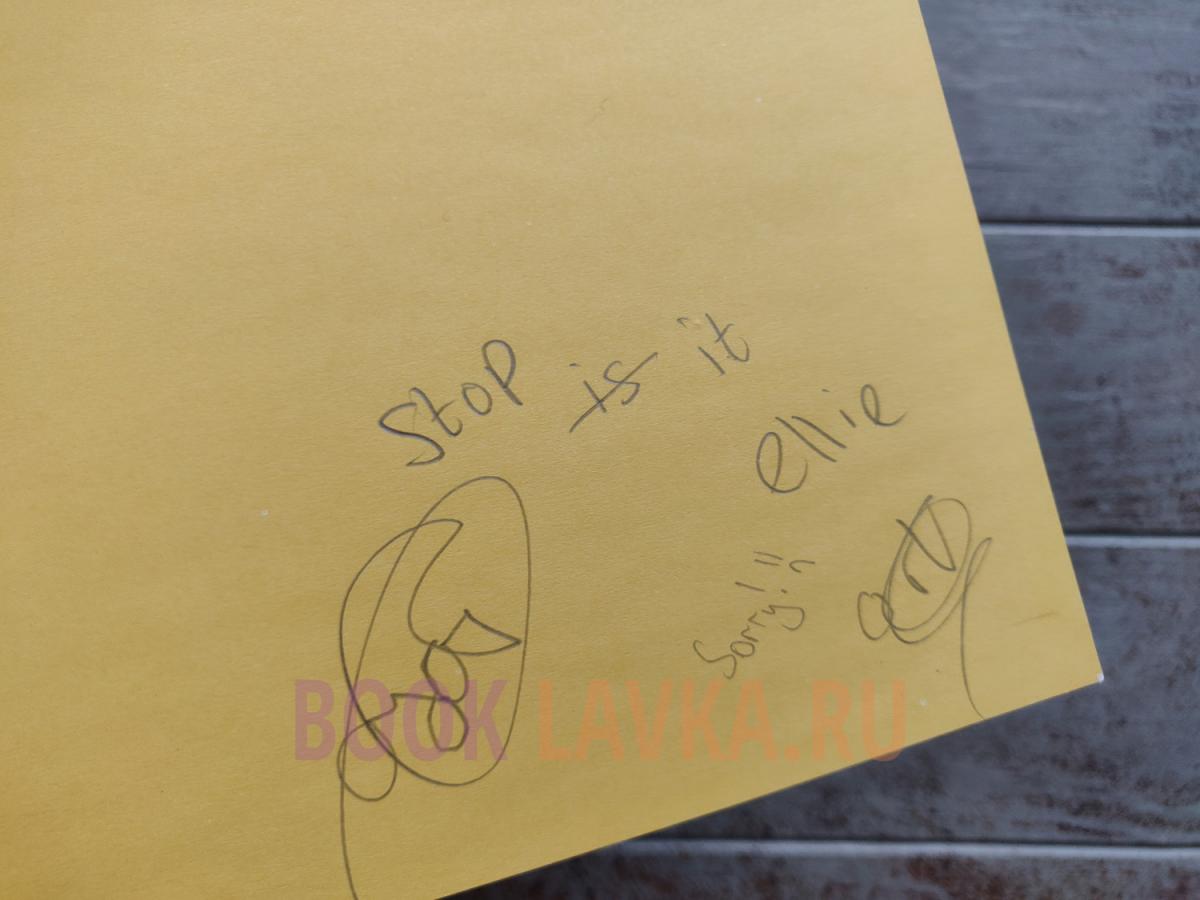 Stop is it
ellie
Sorry!!
BOOK LAVKA.RU